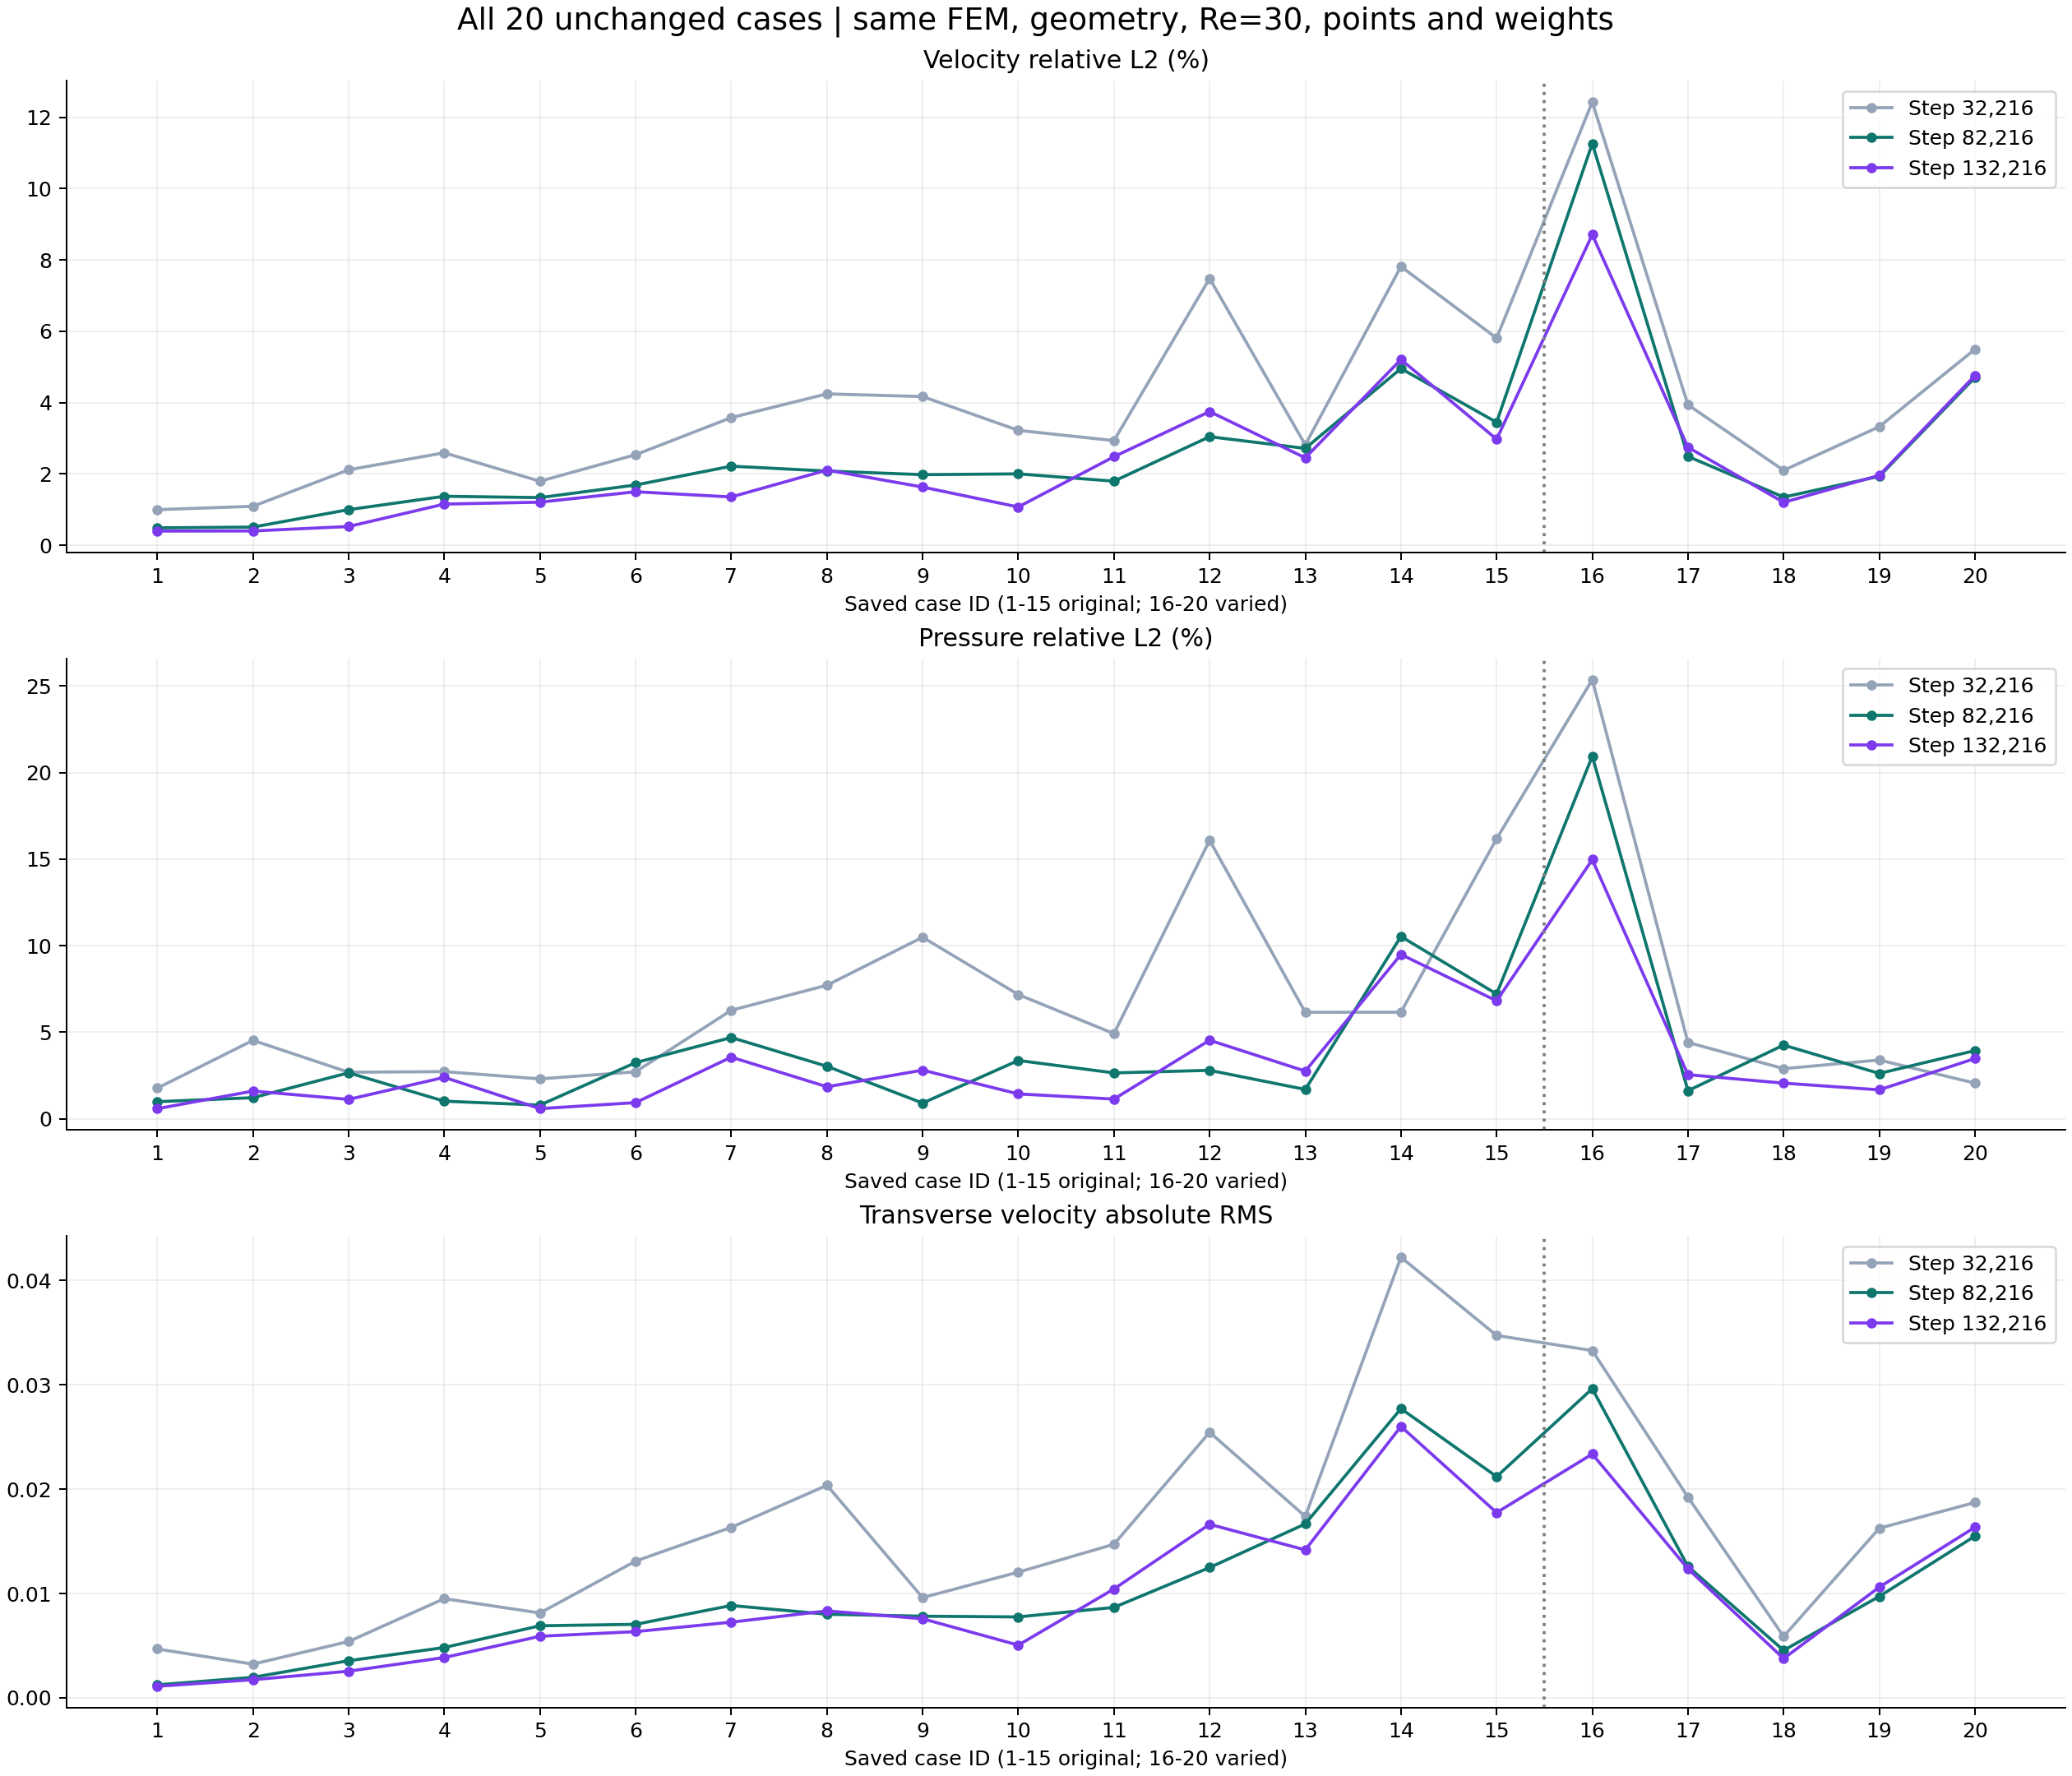 All 20 unchanged cases | same FEM, geometry, Re=30, points and weights
Velocity relative L2 (%)
12
10
8
6
4
2
0
Step 32,216
Step 82,216
Step 132,216
1 2 3 4 5 6 7 8 9 10 11 12 13 14 15 16 17 18 19 20
Saved case ID (1-15 original; 16-20 varied)
Pressure relative L2 (%)
25
20
15
10
5
0
Step 32,216
Step 82,216
Step 132,216
1 2 3 4 5 6 7 8 9 10 11 12 13 14 15 16 17 18 19 20
Saved case ID (1-15 original; 16-20 varied)
Transverse velocity absolute RMS
0.04
0.03
0.02
0.01
0.00
Step 32,216
Step 82,216
Step 132,216
1 2 3 4 5 6 7 8 9 10 11 12 13 14 15 16 17 18 19 20
Saved case ID (1-15 original; 16-20 varied)